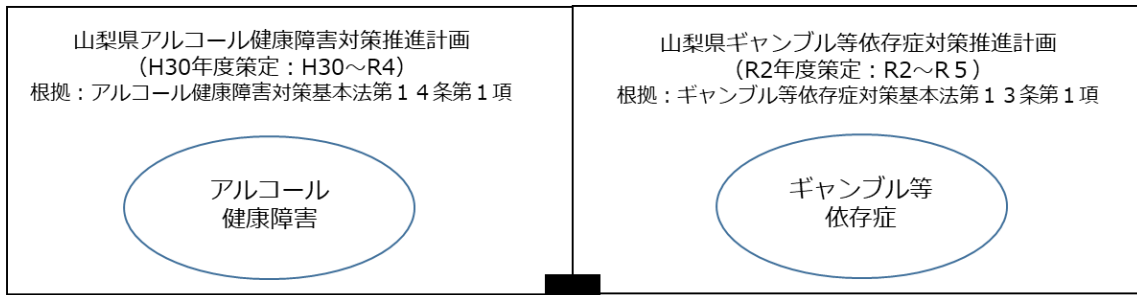 山梨県アルコール健康障害対策推進計画
（H30年度策定：H30～R4）
根拠：アルコール健康障害対策基本法第１４条第１項
アルコール
健康障害
山梨県ギャンブル等依存症対策推進計画
（R2年度策定：R2～R５）
根拠：ギャンブル等依存症対策基本法第１３条第１項
ギャンブル等
依存症